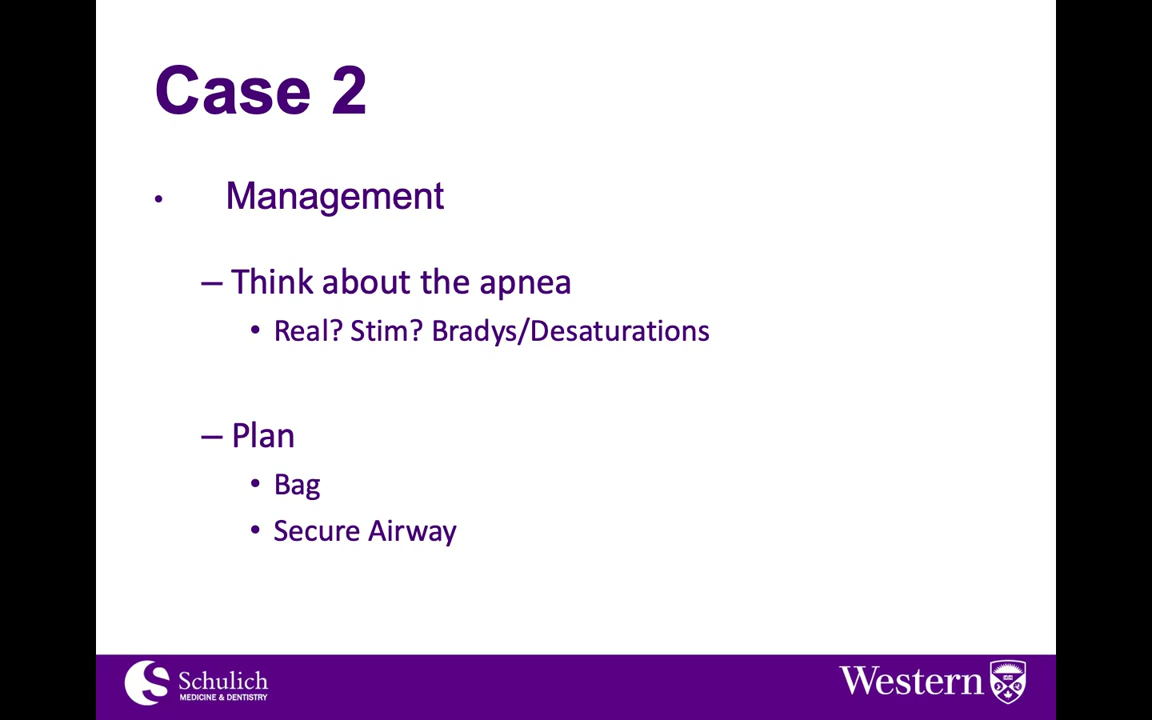 Case 2
• Management
– Think about the apnea
• Real? Stim? Bradys/Desaturations
– Plan
• Bag
• Secure Airway
Schulich
MEDICINE & DENTISTRY
Western